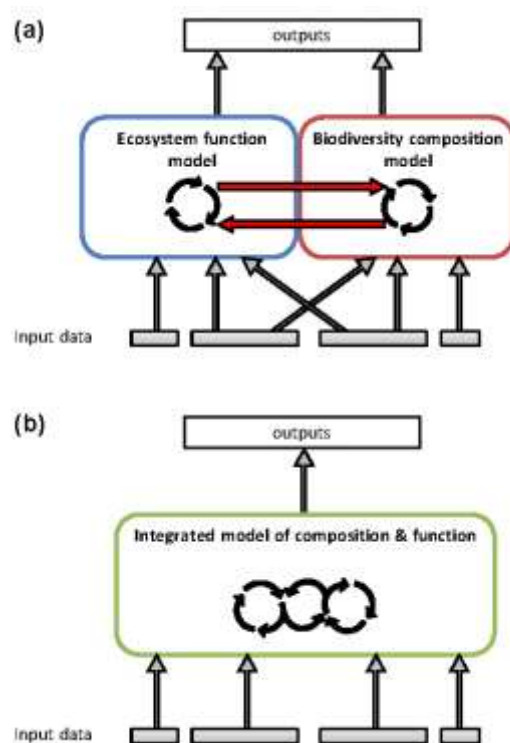 (a)
outputs
Ecosystem function
model
Biodiversity composition
model
Input data
(b)
outputs
Integrated model of composition & function
Input data